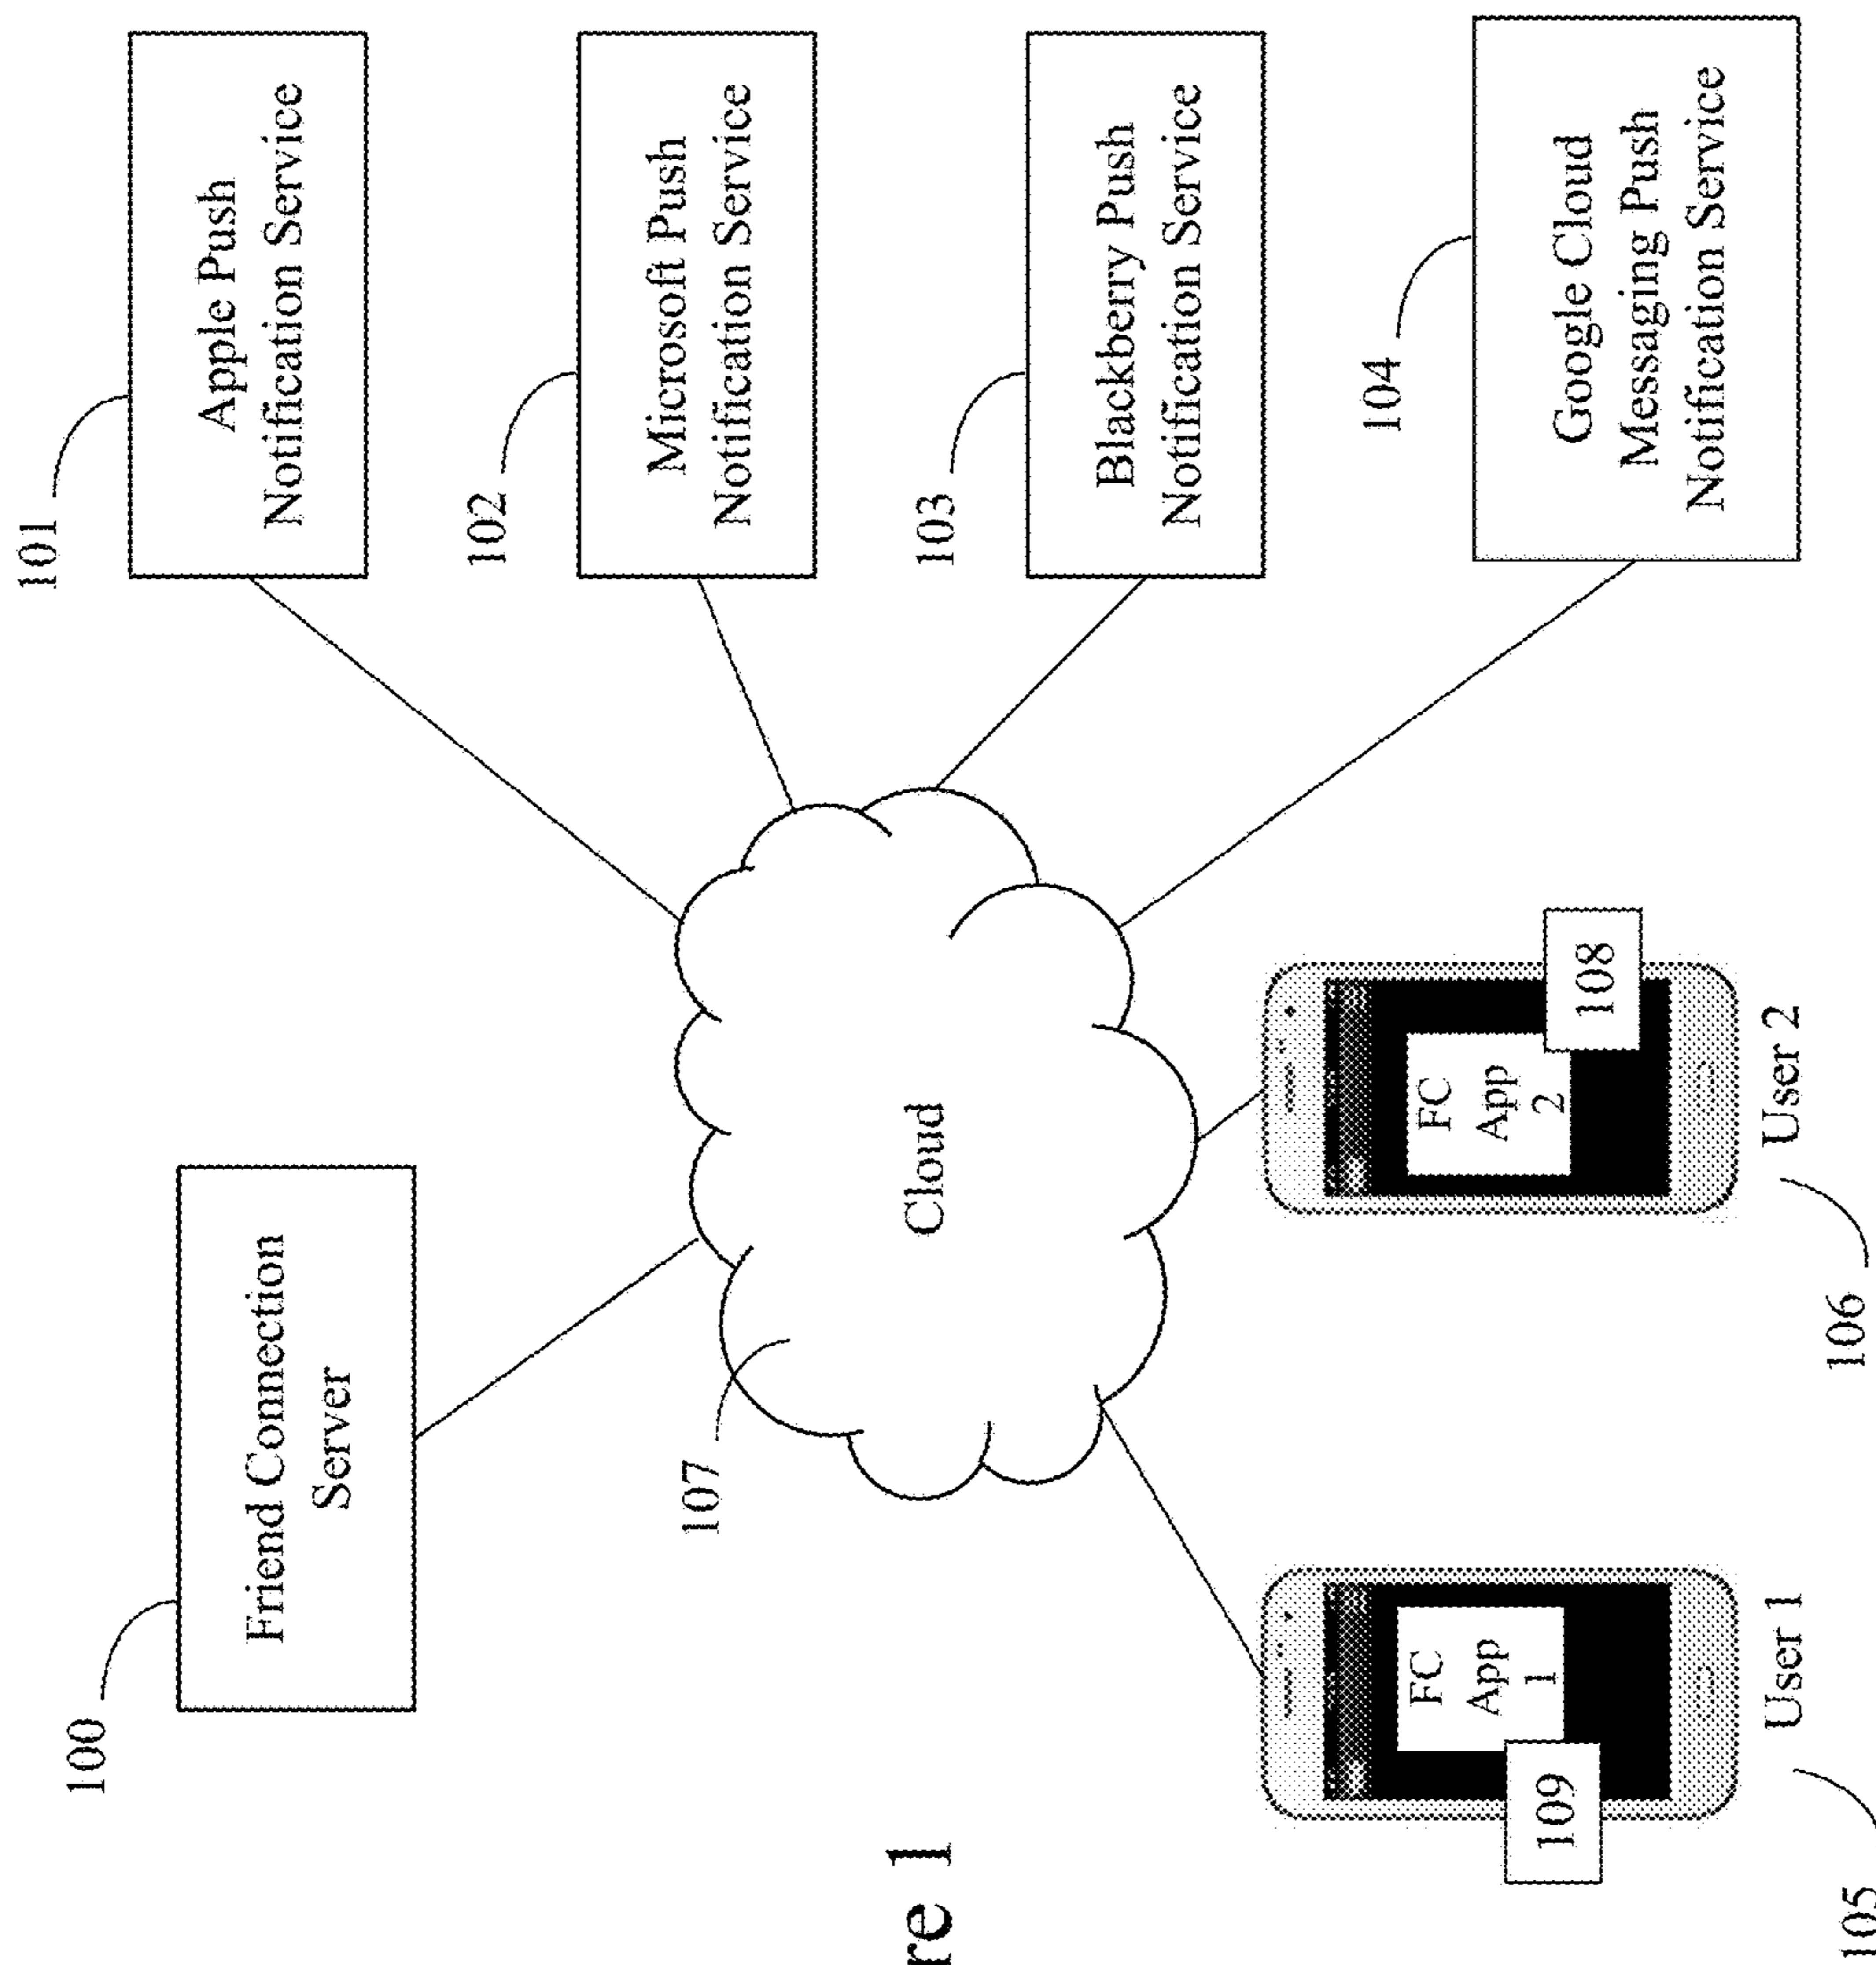 101
Apple Push
Notification Service
102
Microsoft Push
Notification Service
103
Blackberry Push
Notification Service
104
Google Cloud
Messaging Push
Notification Service
100
Friend Connection
Server
107
Cloud
109
FC
App
1
User 1
105
108
FC
App
2
User 2
106
re 1